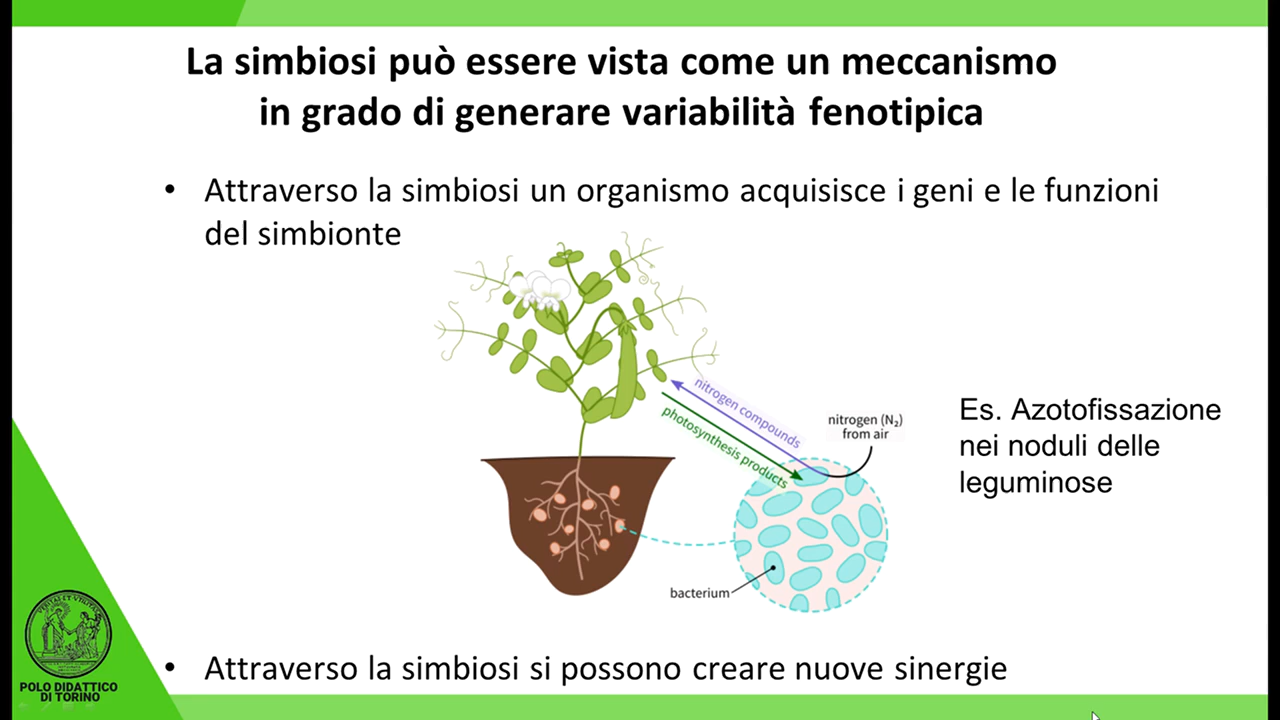 La simbiosi può essere vista come un meccanismo
in grado di generare variabilità fenotipica
• Attraverso la simbiosi un organismo acquisisce i geni e le funzioni
del simbionte
nitrogen compounds
photosynthesis products
nitrogen (N₂)
from air
bacterium
Es. Azotofissazione
nei noduli delle
leguminose
• Attraverso la simbiosi si possono creare nuove sinergie
POLO DIDATTICO
DI TORINO